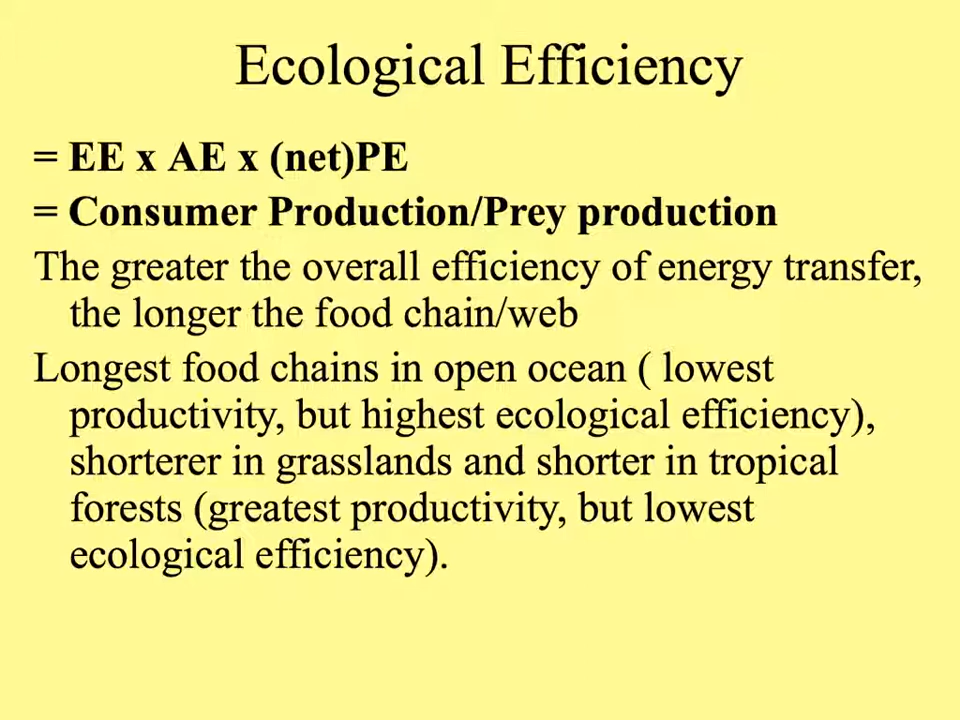 Ecological Efficiency
= EE x AE x (net)PE
= Consumer Production/Prey production
The greater the overall efficiency of energy transfer,
the longer the food chain/web
Longest food chains in open ocean ( lowest
productivity, but highest ecological efficiency),
shorterer in grasslands and shorter in tropical
forests (greatest productivity, but lowest
ecological efficiency).